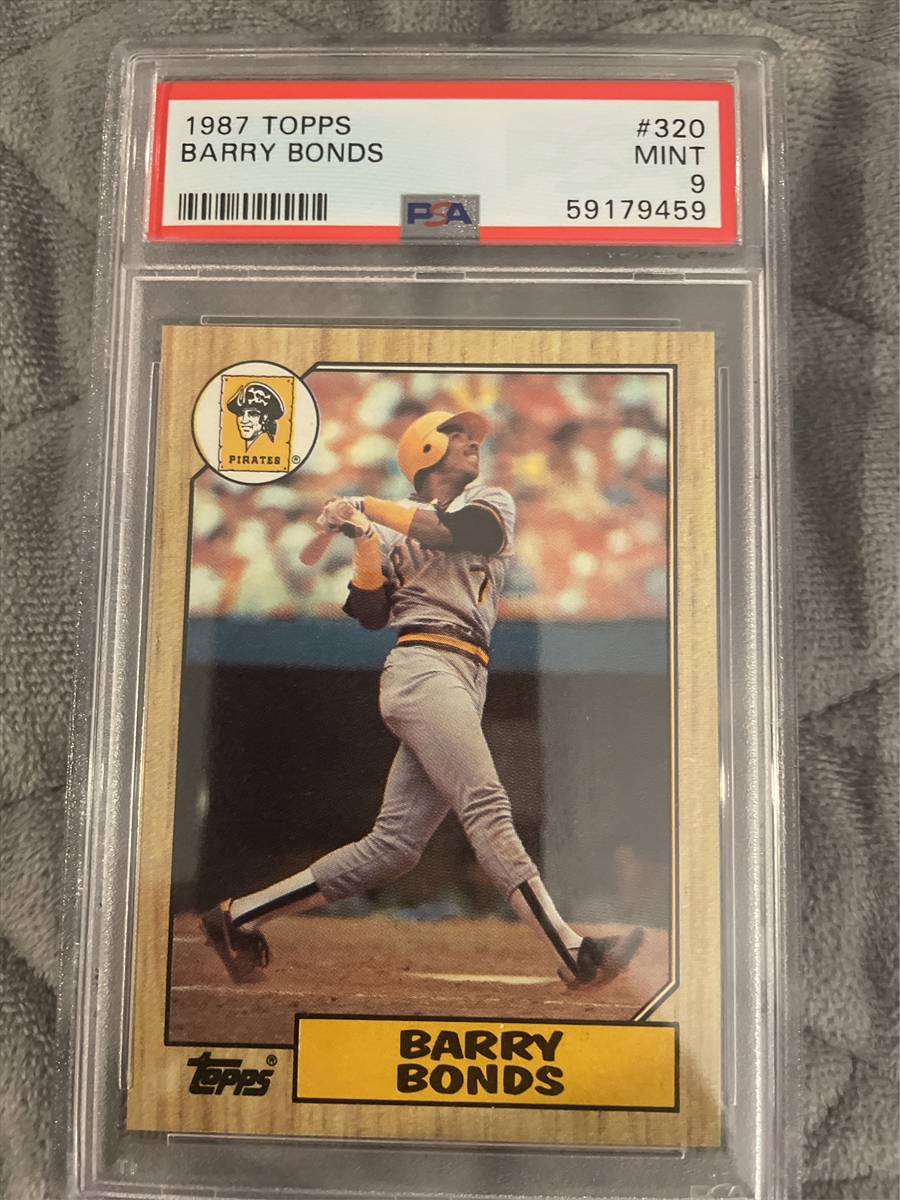 1987 TOPPS #320
BARRY BONDS MINT
9
PSA 59179459
PIRATES ®
7
topps®
BARRY
BONDS